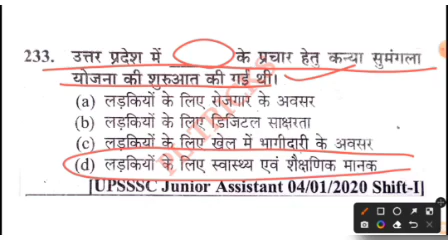 233. उत्तर प्रदेश में ______ के प्रचार हेतु कन्या सुमंगला
योजना की शुरुआत की गई थी।
(a) लड़कियों के लिए रोजगार के अवसर
(b) लड़कियों के लिए डिजिटल साक्षरता
(c) लड़कियों के लिए खेल में भागीदारी के अवसर
(d) लड़कियों के लिए स्वास्थ्य एवं शैक्षणिक मानक
[UPSSSC Junior Assistant 04/01/2020 Shift-I]